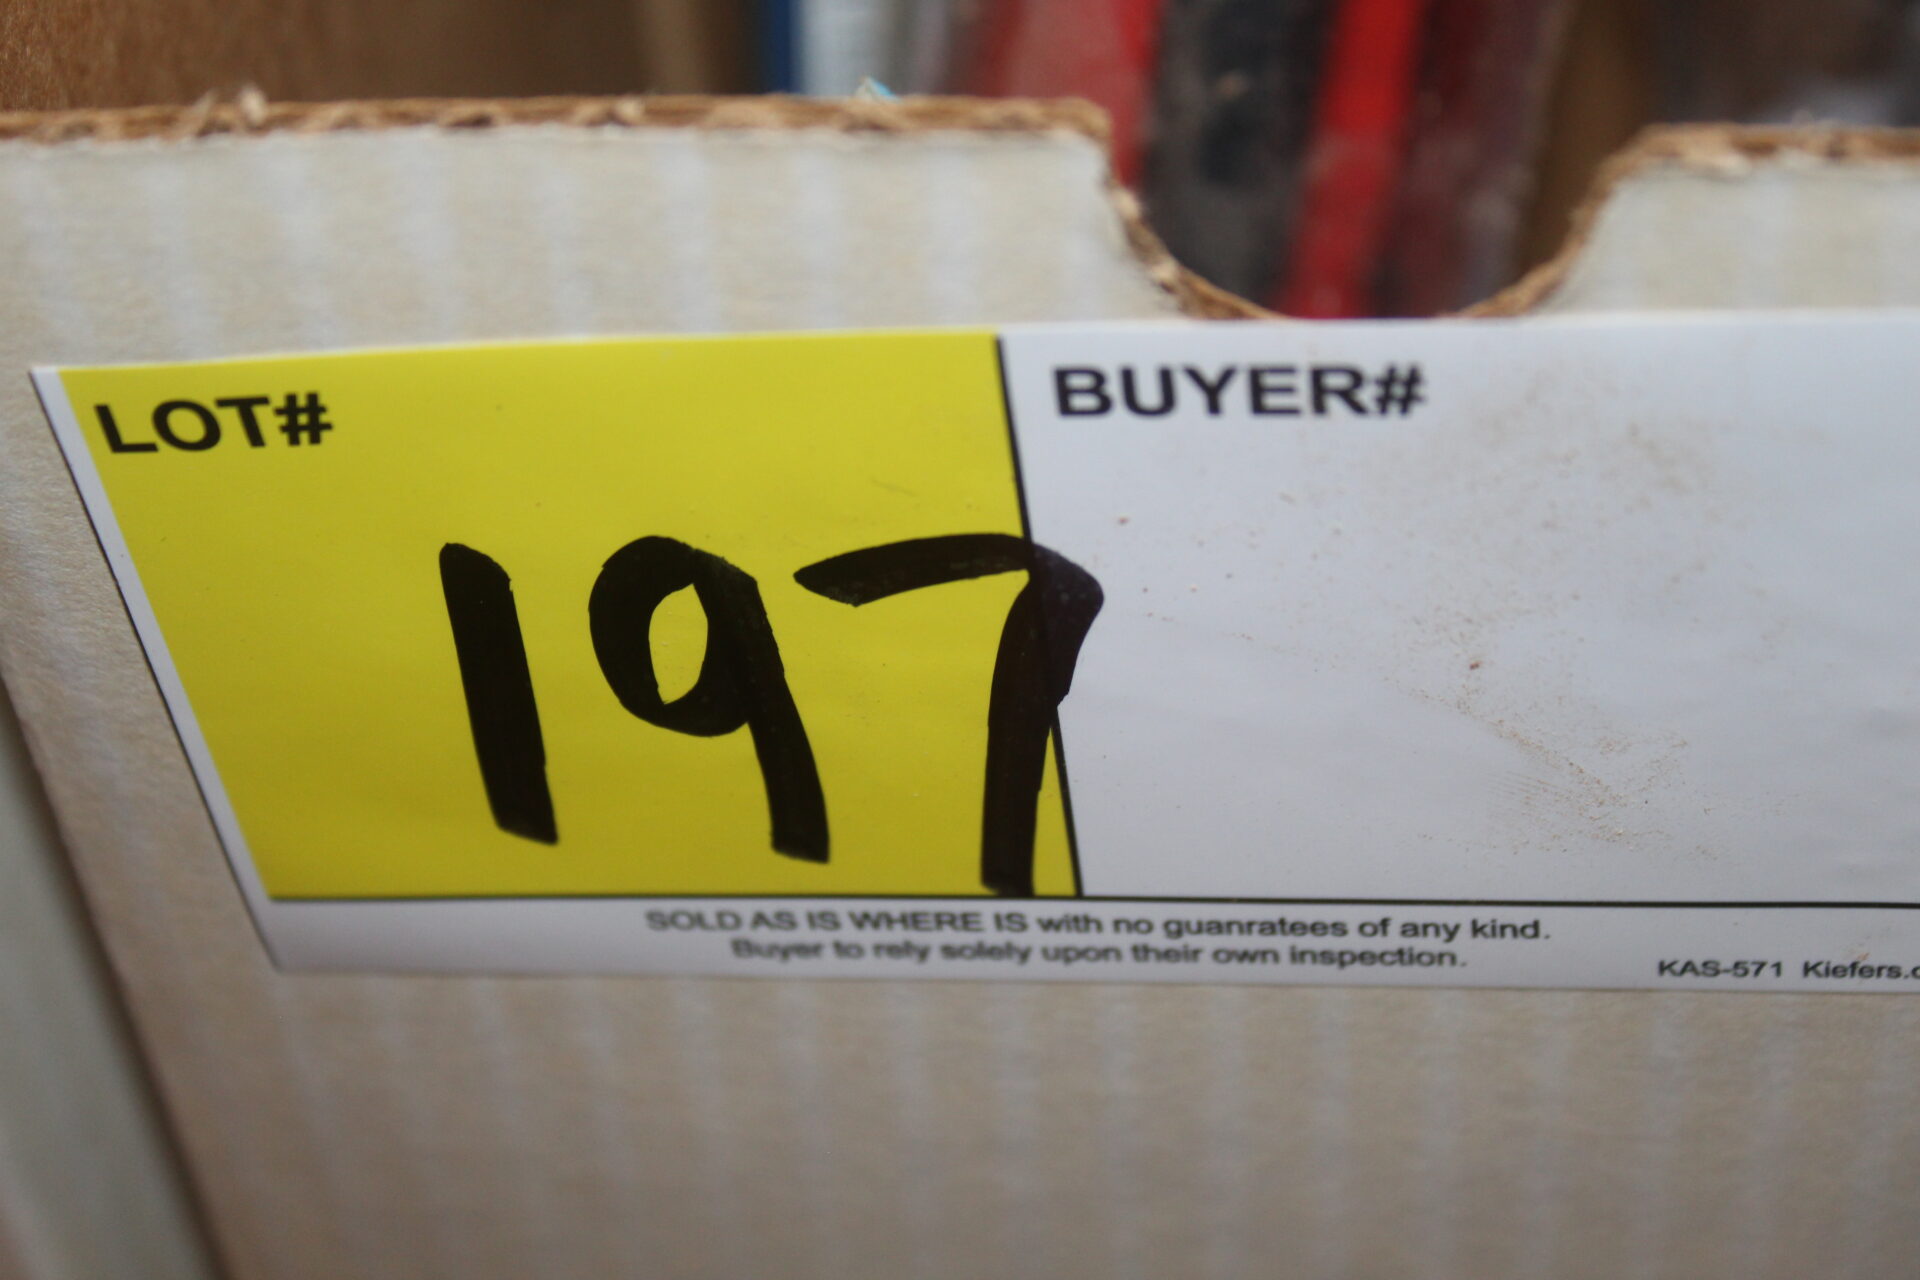 LOT# BUYER#
197
SOLD AS IS WHERE IS with no guanratees of any kind.
Buyer to rely solely upon their own inspection.
KAS-571 Kiefers.c